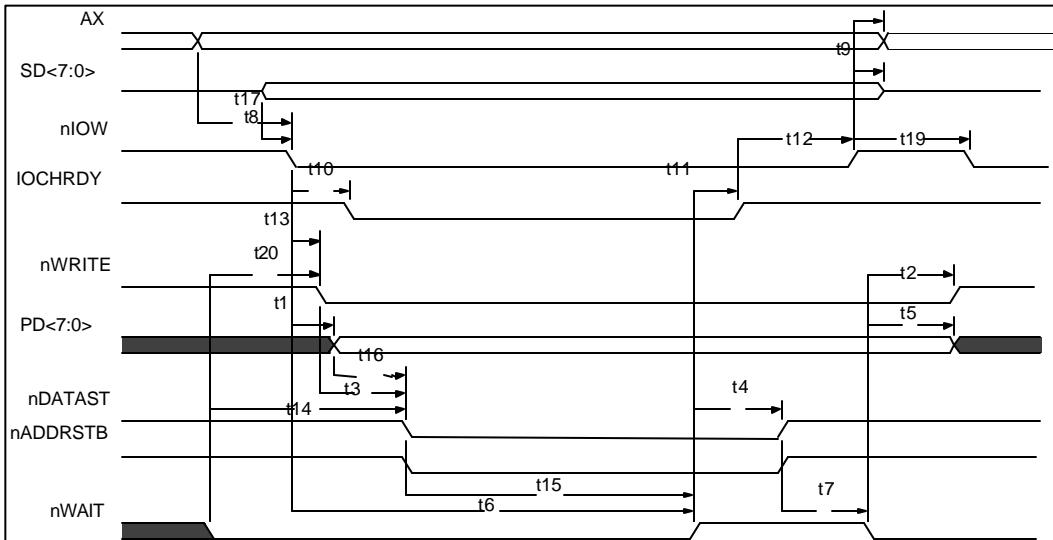 AX
t9
SD<7:0>
t17
t8
nIOW
t12
t19
IOCHRDY
t10
t11
t13
t20
nWRITE
t2
t1
PD<7:0>
t5
t16
t3
nDATAST
t4
t14
nADDRSTB
t15
t7
t6
nWAIT